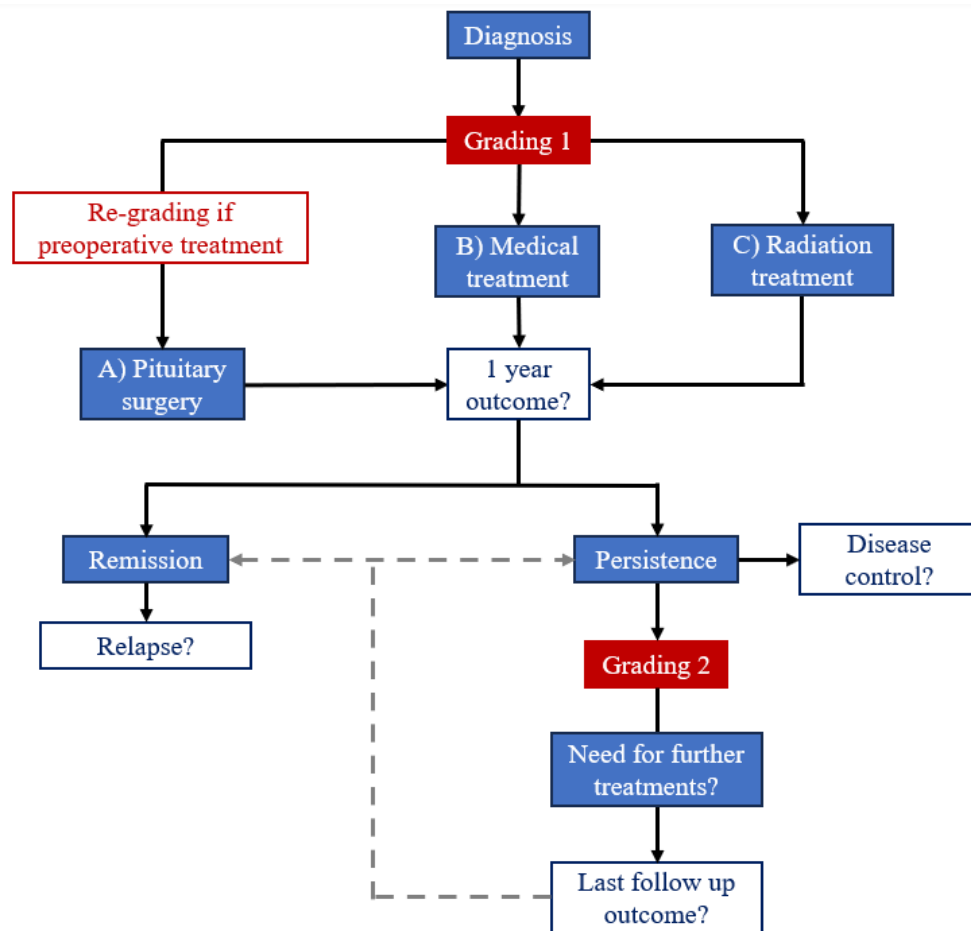 Diagnosis
Grading 1
Re-grading if
preoperative treatment
B) Medical
treatment
C) Radiation
treatment
A) Pituitary
surgery
1 year
outcome?
Remission
Persistence
Disease
control?
Relapse?
Grading 2
Need for further
treatments?
Last follow up
outcome?